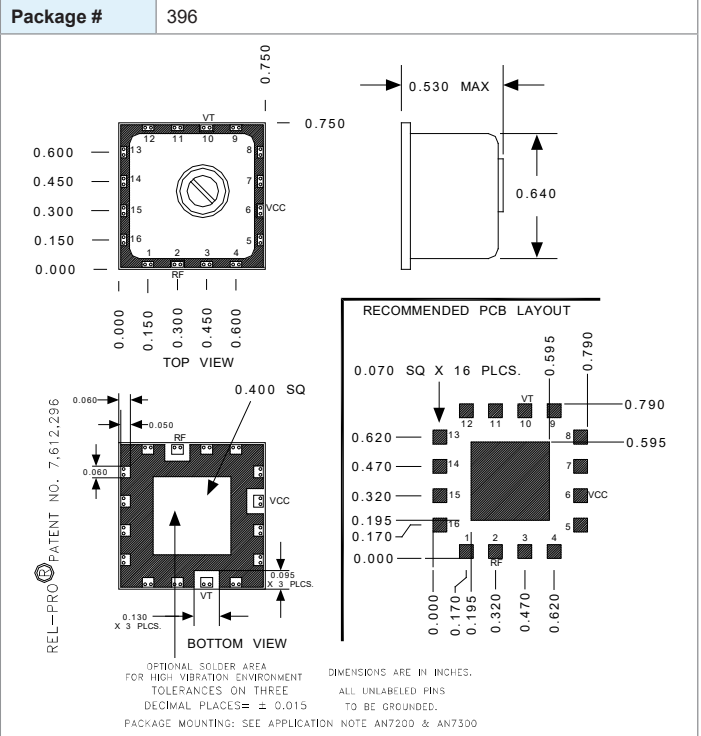 Package # 396
0.750
0.530 MAX
VT
0.750
12 11 10 9
0.600
13
8
0.450
14
7
0.640
0.300
15
6
VCC
0.150
16
5
1 2 3 4
0.000
RF
0.000
0.150
0.300
0.450
0.600
TOP VIEW
RECOMMENDED PCB LAYOUT
0.595
0.790
0.070 SQ X 16 PLCS.
VT
0.790
12 11 10 9
0.620
13
8
0.595
0.470
14
7
0.320
15
6
VCC
0.195
0.170
16
5
1 2 3 4
0.000
RF
0.000
0.170
0.195
0.320
0.470
0.620
0.060
0.400 SQ
0.050
RF
0.060
VCC
0.095
X 3 PLCS.
VT
0.130
X 3 PLCS.
BOTTOM VIEW
REL-PRO® PATENT NO. 7,612,296
OPTIONAL SOLDER AREA
FOR HIGH VIBRATION ENVIRONMENT
DIMENSIONS ARE IN INCHES.
TOLERANCES ON THREE
ALL UNLABELED PINS
DECIMAL PLACES= ± 0.015
TO BE GROUNDED.
PACKAGE MOUNTING: SEE APPLICATION NOTE AN7200 & AN7300